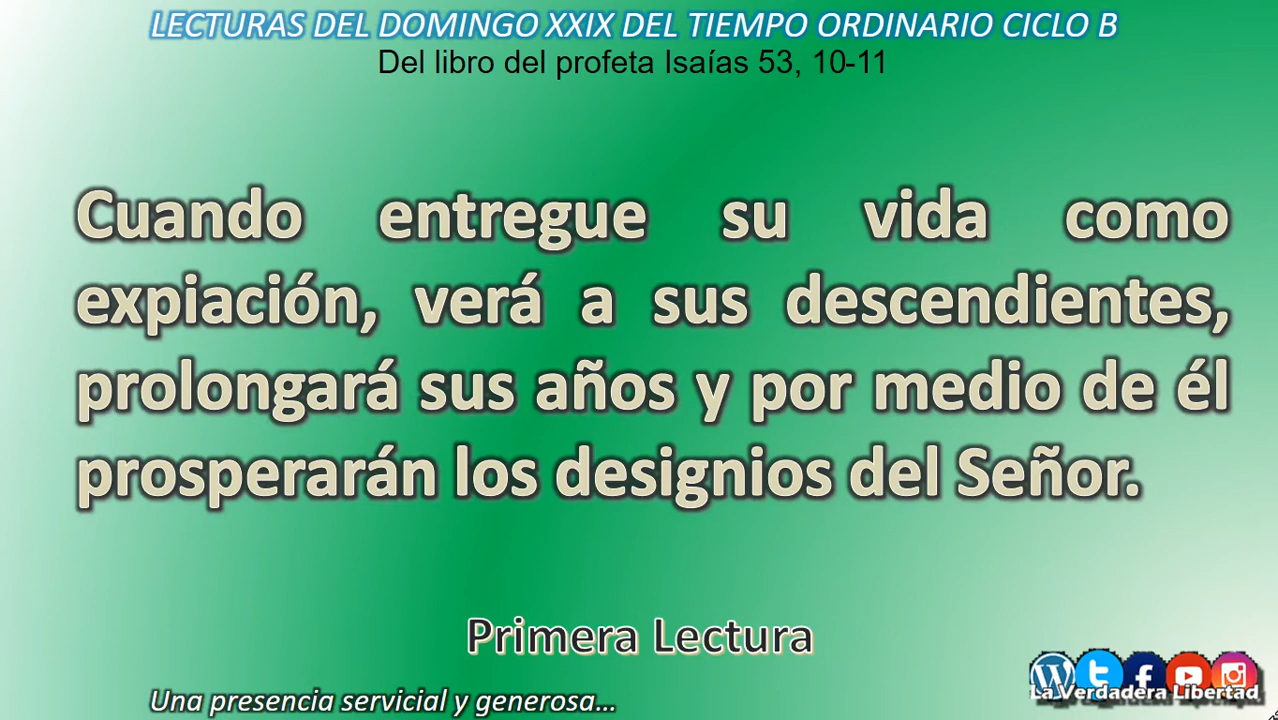 LECTURAS DEL DOMINGO XXIX DEL TIEMPO ORDINARIO CICLO B
Del libro del profeta Isaías 53, 10-11
Cuando entregue su vida como
expiación, verá a sus descendientes,
prolongará sus años y por medio de él
prosperarán los designios del Señor.
Primera Lectura
La Verdadera Libertad
Una presencia servicial y generosa...